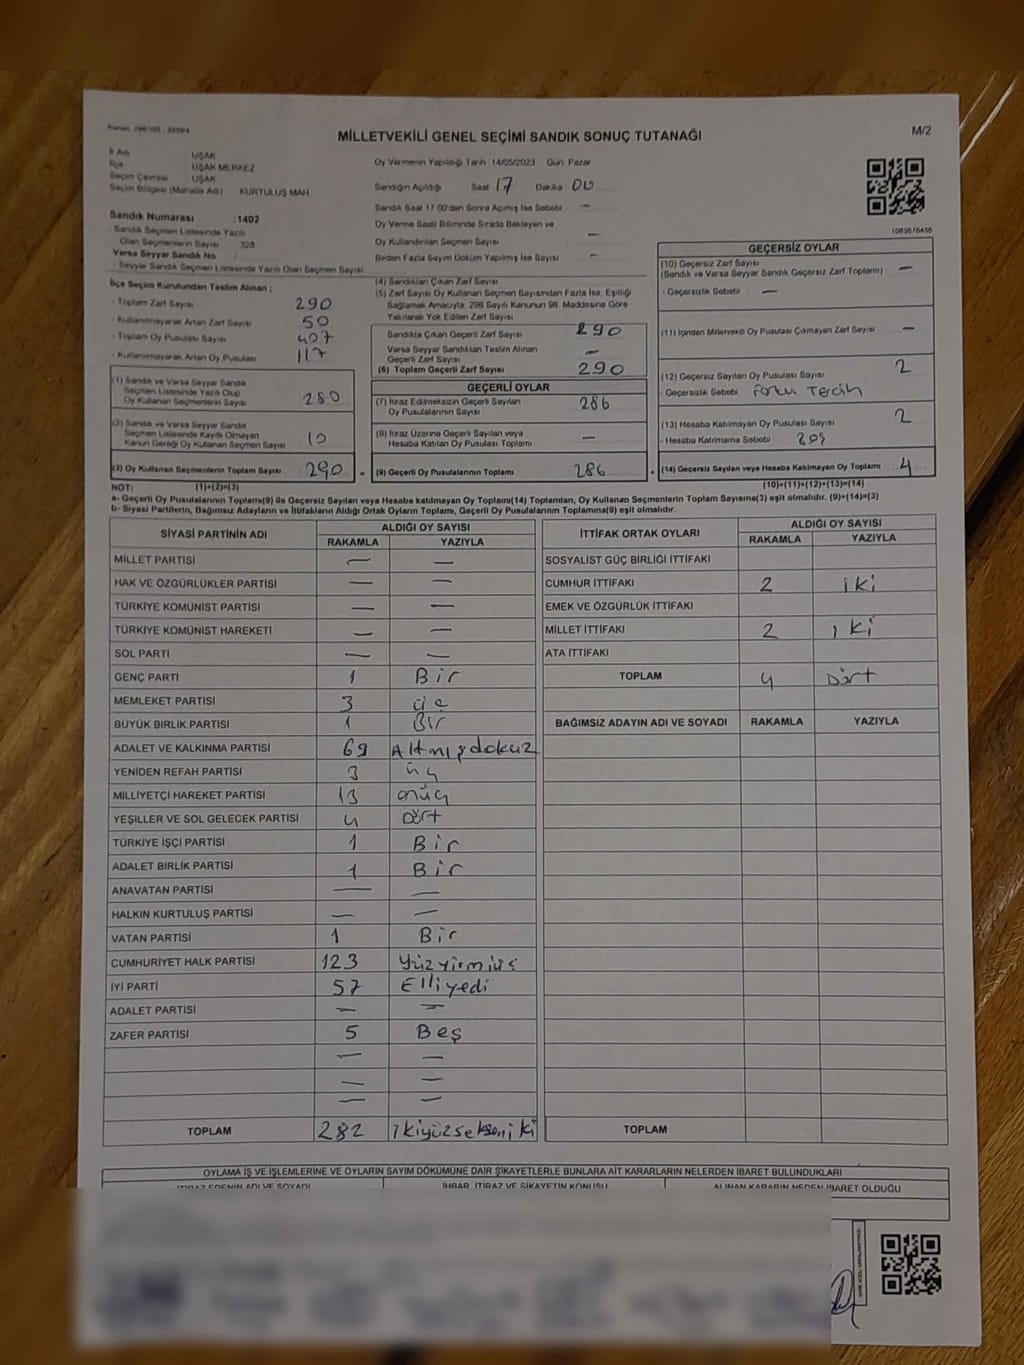 MİLLETVEKİLİ GENEL SEÇİMİ SANDIK SONUÇ TUTANAĞI
M/2
İl Adı UŞAK
İlçe UŞAK MERKEZ
Seçim Çevresi UŞAK
Seçim Bölgesi (Mahalle Adı) KURTULUŞ MAH.
Sandık Numarası : 1402
- Sandık Seçmen Listesinde Yazılı
Olan Seçmenlerin Sayısı 328
Varsa Seyyar Sandık No
- Seyyar Sandık Seçmen Listesinde Yazılı Olan Seçmen Sayısı
Oy Vermenin Yapıldığı Tarih : 14/05/2023 Gün: Pazar
Sandığın Açıldığı Saat 17 Dakika 00
Sandık Saat 17.00'den Sonra Açılmış İse Sebebi —
Oy Verme Saati Bitiminde Sırada Bekleyen ve
Oy Kullandırılan Seçmen Sayısı —
Birden Fazla Sayım Döküm Yapılmış İse Sayısı —
İlçe Seçim Kurulundan Teslim Alınan ;
- Toplam Zarf Sayısı 290
- Kullanılmayarak Artan Zarf Sayısı 50
- Toplam Oy Pusulası Sayısı 407
- Kullanılmayarak Artan Oy Pusulası 117
(1) Sandık ve Varsa Seyyar Sandık
Seçmen Listesinde Yazılı Olup
Oy Kullanan Seçmenlerin Sayısı 280
(2) Sandık ve Varsa Seyyar Sandık
Seçmen Listesinde Kayıtlı Olmayan
Kanun Gereği Oy Kullanan Seçmen Sayısı 10
(3) Oy Kullanan Seçmenlerin Toplam Sayısı 290
(4) Sandıktan Çıkan Zarf Sayısı
(5) Zarf Sayısı Oy Kullanan Seçmen Sayısından Fazla İse, Eşitliği
Sağlamak Amacıyla, 298 Sayılı Kanunun 98. Maddesine Göre
Yakılarak Yok Edilen Zarf Sayısı
Sandıkta Çıkan Geçerli Zarf Sayısı 290
Varsa Seyyar Sandıktan Teslim Alınan
Geçerli Zarf Sayısı —
(6) Toplam Geçerli Zarf Sayısı 290
GEÇERLİ OYLAR
(7) İtiraz Edilmeksizin Geçerli Sayılan
Oy Pusulalarının Sayısı 286
(8) İtiraz Üzerine Geçerli Sayılan veya
Hesaba Katılan Oy Pusulası Toplamı —
(9) Geçerli Oy Pusulalarının Toplamı 286
GEÇERSİZ OYLAR
(10) Geçersiz Zarf Sayısı
(Sandık ve Varsa Seyyar Sandık Geçersiz Zarf Toplamı) —
- Geçersizlik Sebebi —
(11) İçinden Milletvekili Oy Pusulası Çıkmayan Zarf Sayısı —
(12) Geçersiz Sayılan Oy Pusulası Sayısı 2
- Geçersizlik Sebebi
(13) Hesaba Katılmayan Oy Pusulası Sayısı 2
- Hesaba Katılmama Sebebi
(14) Geçersiz Sayılan veya Hesaba Katılmayan Oy Toplamı 4
NOT: (1)+(2)=(3) (10)+(11)+(12)+(13)=(14)
a- Geçerli Oy Pusulalarının Toplamı(9) ile Geçersiz Sayılan veya Hesaba katılmayan Oy Toplamı(14) Toplamları, Oy Kullanan Seçmenlerin Toplam Sayısına(3) eşit olmalıdır. (9)+(14)=(3)
b- Siyasi Partilerin, Bağımsız Adayların ve İttifakların Aldığı Ortak Oyların Toplamı, Geçerli Oy Pusulalarının Toplamına(9) eşit olmalıdır.
SİYASİ PARTİNİN ADI ALDIĞI OY SAYISI
RAKAMLA YAZIYLA
MİLLET PARTİSİ — —
HAK VE ÖZGÜRLÜKLER PARTİSİ — —
TÜRKİYE KOMÜNİST PARTİSİ — —
TÜRKİYE KOMÜNİST HAREKETİ — —
SOL PARTİ — —
GENÇ PARTİ 1 Bir
MEMLEKET PARTİSİ 3 üç
BÜYÜK BİRLİK PARTİSİ 1 Bir
ADALET VE KALKINMA PARTİSİ 69 Altmışdokuz
YENİDEN REFAH PARTİSİ 3 üç
MİLLİYETÇİ HAREKET PARTİSİ 13 onüç
YEŞİLLER VE SOL GELECEK PARTİSİ 4 Dört
TÜRKİYE İŞÇİ PARTİSİ 1 Bir
ADALET BİRLİK PARTİSİ 1 Bir
ANAVATAN PARTİSİ — —
HALKIN KURTULUŞ PARTİSİ — —
VATAN PARTİSİ 1 Bir
CUMHURİYET HALK PARTİSİ 123 Yüzyirmiüç
İYİ PARTİ 57 Elliyedi
ADALET PARTİSİ — —
ZAFER PARTİSİ 5 Beş
— —
— —
— —
TOPLAM 282 ikiyüzsekseniki
İTTİFAK ORTAK OYLARI ALDIĞI OY SAYISI
RAKAMLA YAZIYLA
SOSYALİST GÜÇ BİRLİĞİ İTTİFAKI
CUMHUR İTTİFAKI 2 iki
EMEK VE ÖZGÜRLÜK İTTİFAKI
MİLLET İTTİFAKI 2 iki
ATA İTTİFAKI
TOPLAM 4 Dört
BAĞIMSIZ ADAYIN ADI VE SOYADI RAKAMLA YAZIYLA
TOPLAM
OYLAMA İŞ VE İŞLEMLERİNE VE OYLARIN SAYIM DÖKÜMÜNE DAİR ŞİKAYETLERLE BUNLARA AİT KARARLARIN NELERDEN İBARET BULUNDUKLARI
İTİRAZ EDENİN ADI VE SOYADI İHBAR, İTİRAZ VE ŞİKAYETİN KONUSU ALINAN KARARIN NEDEN İBARET OLDUĞU